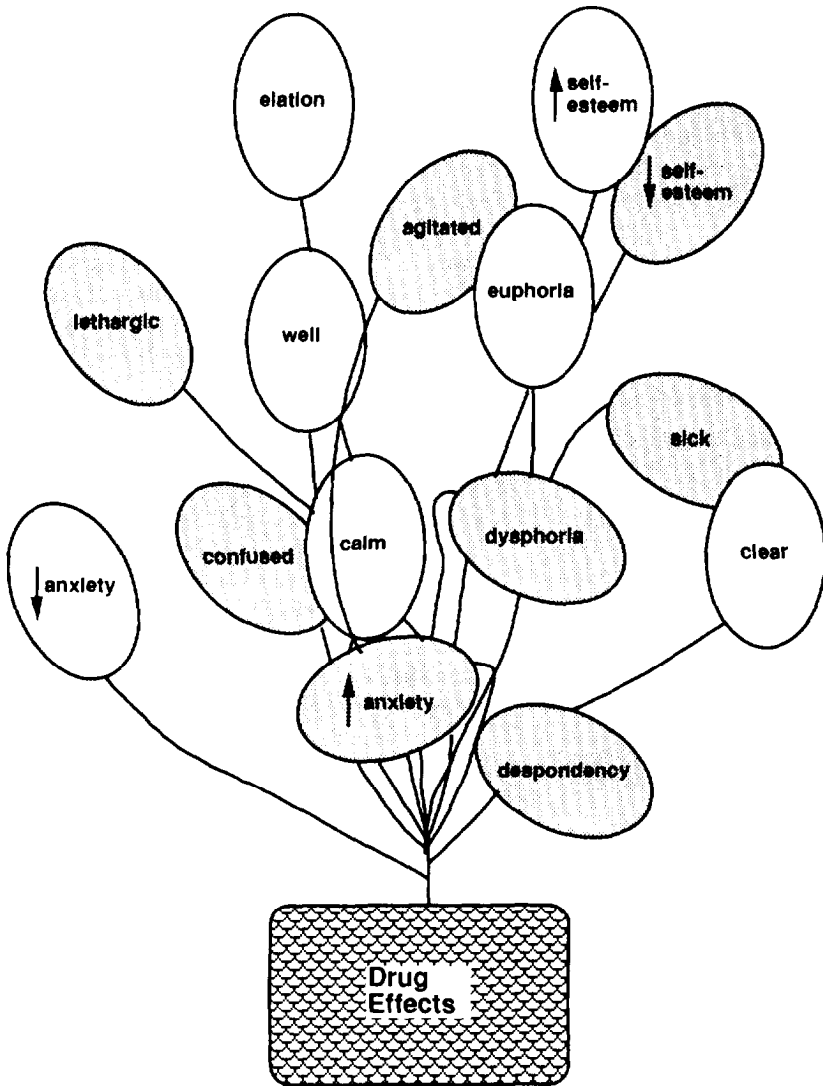 elation
↑ self-
esteem
↓ self-
esteem
agitated
euphoria
lethargic
well
sick
confused
calm
dysphoria
clear
↓ anxiety
↑ anxiety
despondency
Drug
Effects